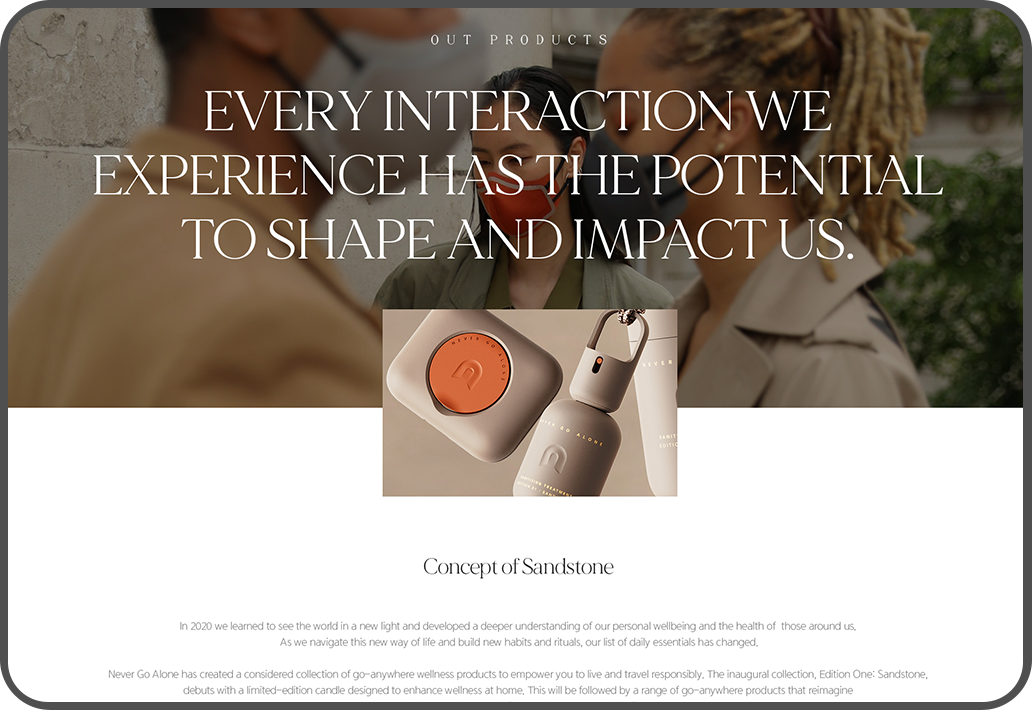 OUT PRODUCTS
EVERY INTERACTION WE
EXPERIENCE HAS THE POTENTIAL
TO SHAPE AND IMPACT US.
NEVER GO ALONE
NEVER
NEVER GO ALONE
SANIT
EDITIO
Concept of Sandstone
In 2020 we learned to see the world in a new light and developed a deeper understanding of our personal wellbeing and the health of those around us.
As we navigate this new way of life and build new habits and rituals, our list of daily essentials has changed.
Never Go Alone has created a considered collection of go-anywhere wellness products to empower you to live and travel responsibly. The inaugural collection, Edition One: Sandstone,
debuts with a limited-edition candle designed to enhance wellness at home. This will be followed by a range of go-anywhere products that reimagine